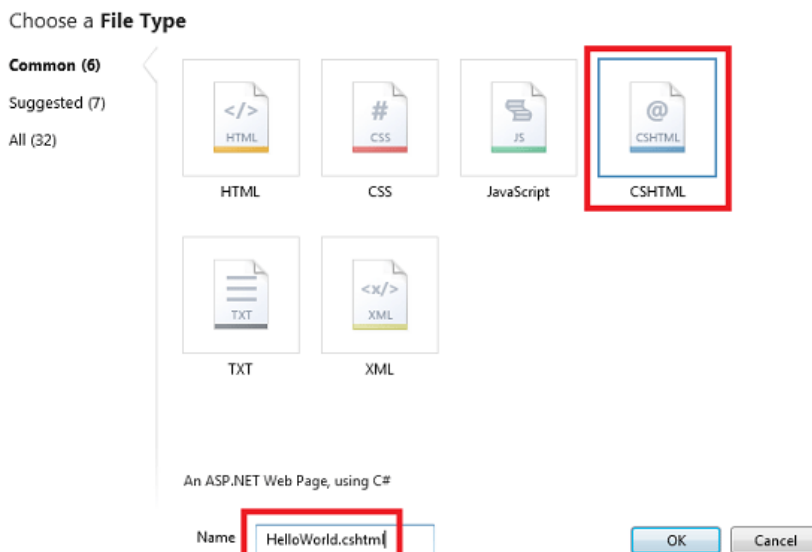 Choose a File Type
Common (6)
Suggested (7)
All (32)
</> # @
HTML CSS JS CSHTML
HTML CSS JavaScript CSHTML
<x/>
TXT XML
TXT XML
An ASP.NET Web Page, using C#
Name HelloWorld.cshtml OK Cancel